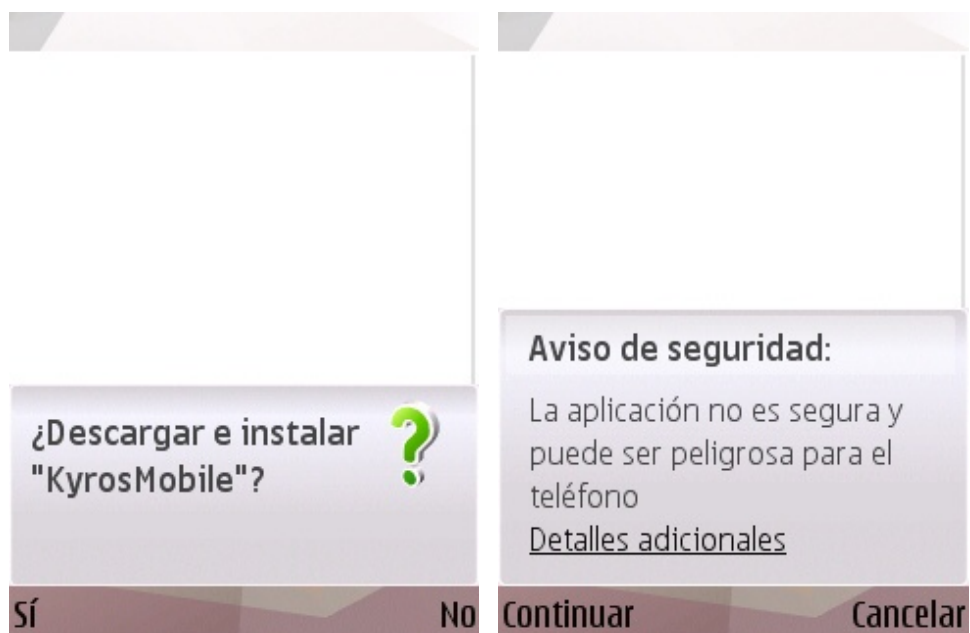 ¿Descargar e instalar
"KyrosMobile"?
Sí No
Aviso de seguridad:
La aplicación no es segura y
puede ser peligrosa para el
teléfono
Detalles adicionales
Continuar Cancelar